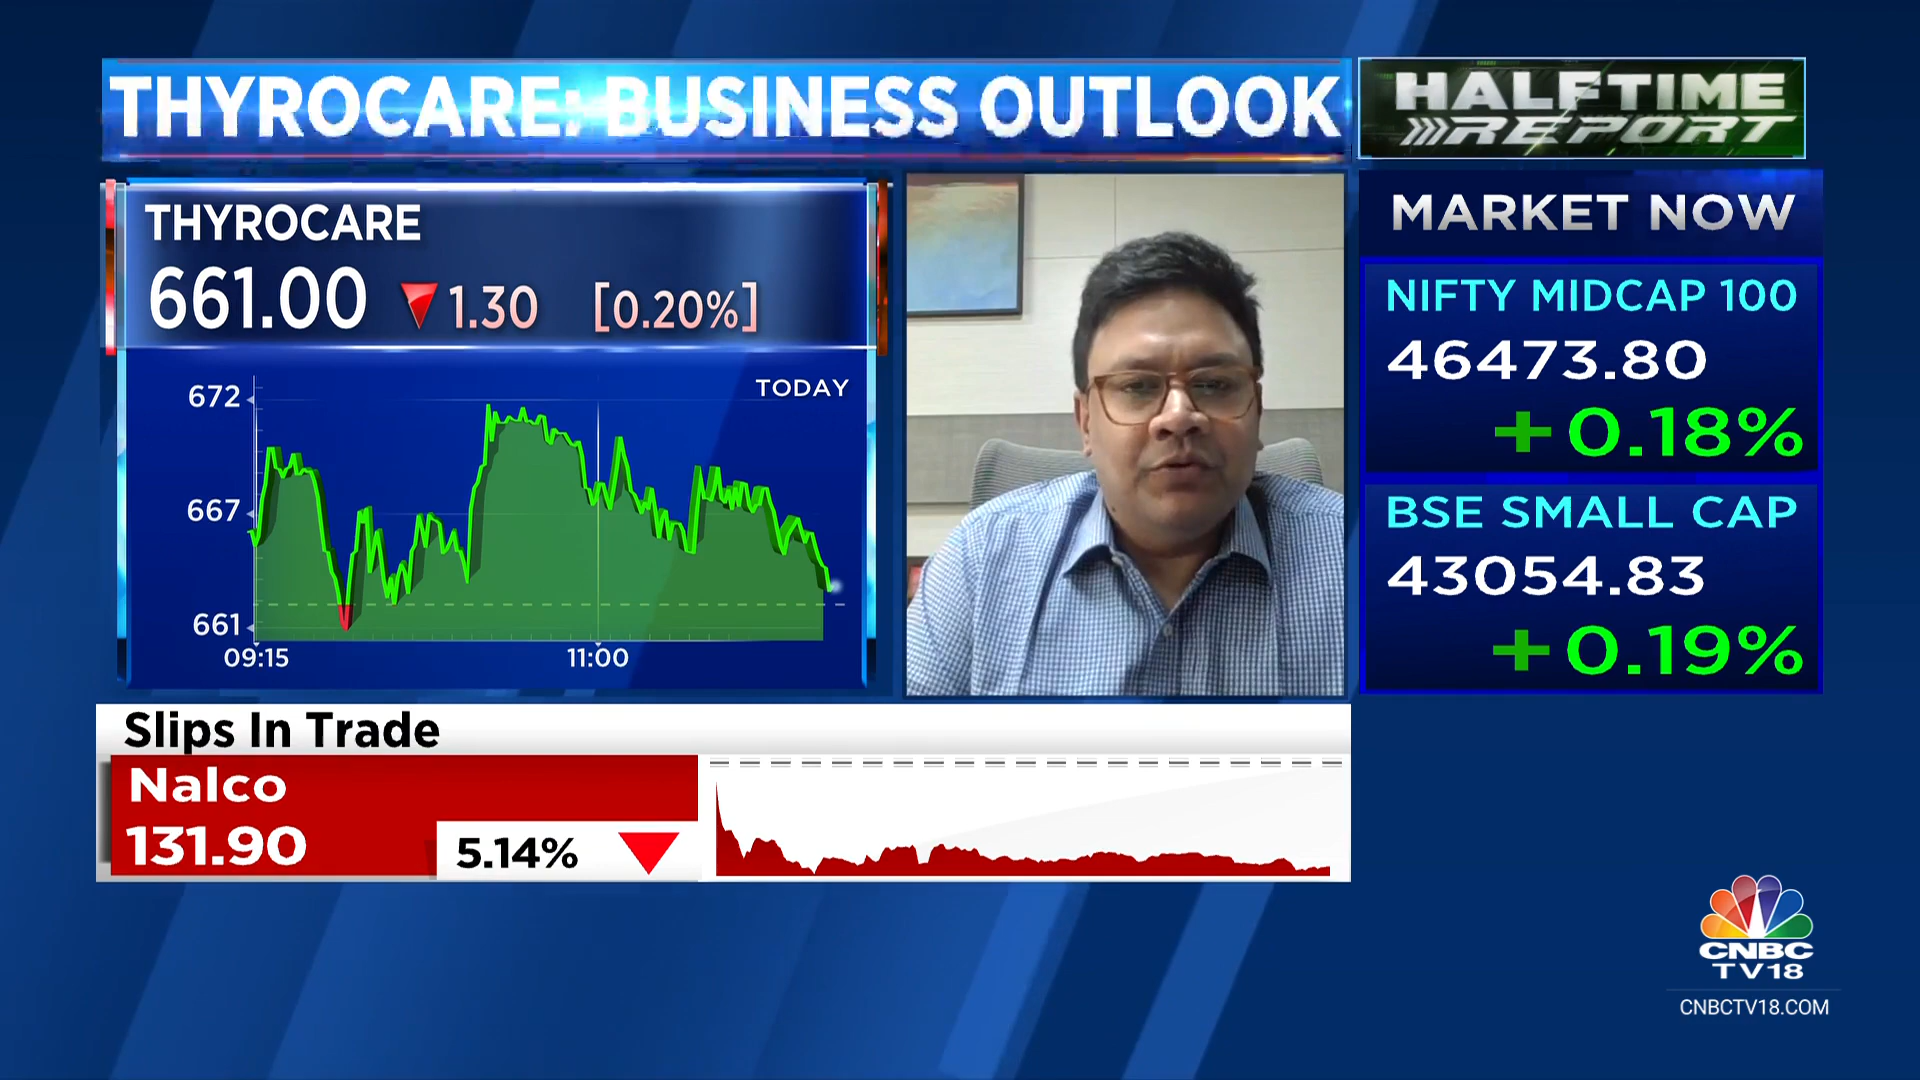 THYROCARE: BUSINESS OUTLOOK
HALFTIME
REPORT
THYROCARE
661.00 ▼ 1.30 [0.20%]
TODAY
672
667
661
09:15 11:00
MARKET NOW
NIFTY MIDCAP 100
46473.80
+0.18%
BSE SMALL CAP
43054.83
+0.19%
Slips In Trade
Nalco
131.90
5.14% ▼
CNBC
TV18
CNBCTV18.COM